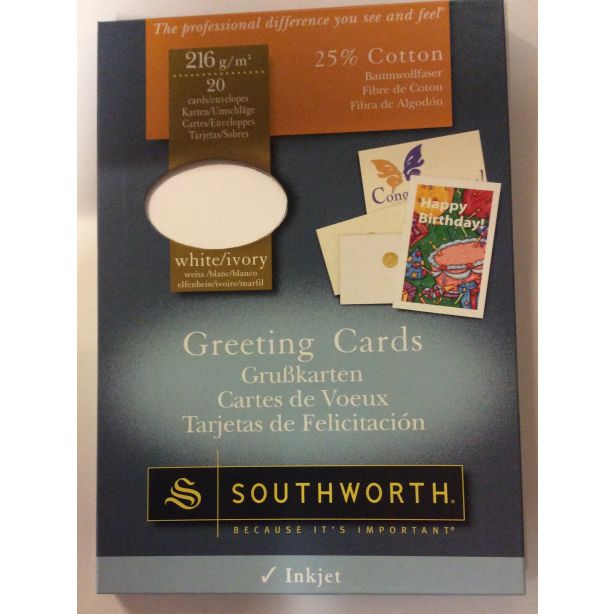 The professional difference you see and feel®
216 g/m²
20
cards/envelopes
Karten/Umschläge
Cartes/Enveloppes
Tarjetas/Sobres
25% Cotton
Baumwollfaser
Fibre de Coton
Fibra de Algodón
Cong
Happy
Birthday!
white/ivory
weiss/blanc/blanco
elfenbein/ivoire/marfil
Greeting Cards
Grußkarten
Cartes de Voeux
Tarjetas de Felicitación
S SOUTHWORTH®
BECAUSE IT'S IMPORTANT®
✓ Inkjet